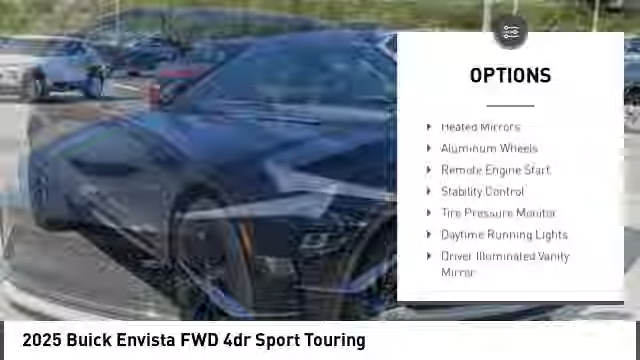 OPTIONS
Heated Mirrors
Aluminum Wheels
Remote Engine Start
Stability Control
Tire Pressure Monitor
Daytime Running Lights
Driver Illuminated Vanity
Mirror
2025 Buick Envista FWD 4dr Sport Touring